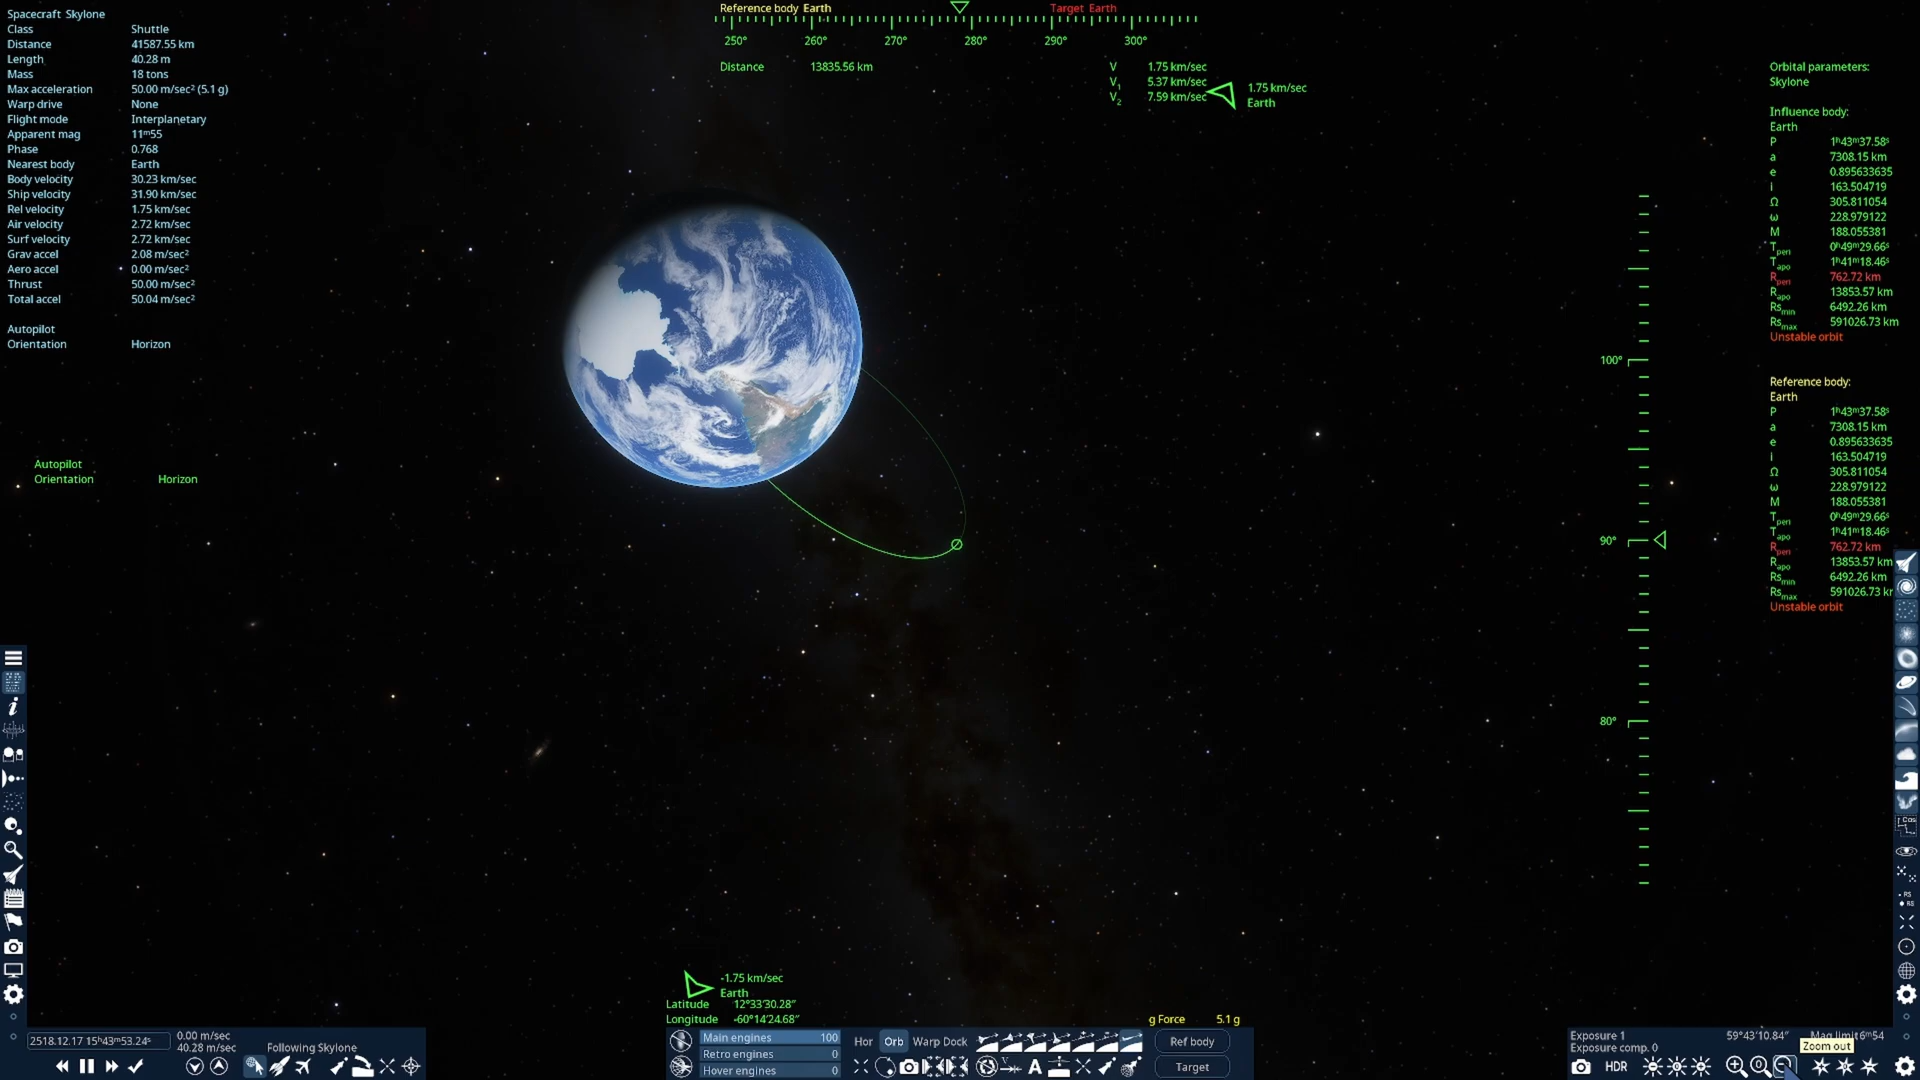 Spacecraft Skylone
Class Shuttle
Distance 41587.55 km
Length 40.28 m
Mass 18 tons
Max acceleration 50.00 m/sec² (5.1 g)
Warp drive None
Flight mode Interplanetary
Apparent mag 11ᵐ55
Phase 0.768
Nearest body Earth
Body velocity 30.23 km/sec
Ship velocity 31.90 km/sec
Rel velocity 1.75 km/sec
Air velocity 2.72 km/sec
Surf velocity 2.72 km/sec
Grav accel 2.08 m/sec²
Aero accel 0.00 m/sec²
Thrust 50.00 m/sec²
Total accel 50.04 m/sec²
Autopilot
Orientation Horizon
Autopilot
Orientation Horizon
Reference body Earth
Target Earth
250° 260° 270° 280° 290° 300°
Distance 13835.56 km
V 1.75 km/sec
V₁ 5.37 km/sec
V₂ 7.59 km/sec
1.75 km/sec
Earth
100°
90°
80°
Orbital parameters:
Skylone
Influence body:
Earth
P 1ʰ43ᵐ37.58ˢ
a 7308.15 km
e 0.895633635
i 163.504719
Ω 305.811054
ω 228.979122
M 188.055381
Tperi 0ʰ49ᵐ29.66ˢ
Tapo 1ʰ41ᵐ18.46ˢ
Rperi 762.72 km
Rapo 13853.57 km
Rsmin 6492.26 km
Rsmax 591026.73 km
Unstable orbit
Reference body:
Earth
P 1ʰ43ᵐ37.58ˢ
a 7308.15 km
e 0.895633635
i 163.504719
Ω 305.811054
ω 228.979122
M 188.055381
Tperi 0ʰ49ᵐ29.66ˢ
Tapo 1ʰ41ᵐ18.46ˢ
Rperi 762.72 km
Rapo 13853.57 km
Rsmin 6492.26 km
Rsmax 591026.73 kr
Unstable orbit
-1.75 km/sec
Earth
Latitude 12°33′30.28″
Longitude -60°14′24.68″
g Force 5.1 g
2518.12.17 15ʰ43ᵐ53.24ˢ
0.00 m/sec
40.28 m/sec
Following Skylone
Main engines 100
Retro engines 0
Hover engines 0
Hor Orb Warp Dock
A
Ref body
Target
Exposure 1
Exposure comp. 0
59°43′10.84″
Mag limit 6ᵐ54
Zoom out
HDR